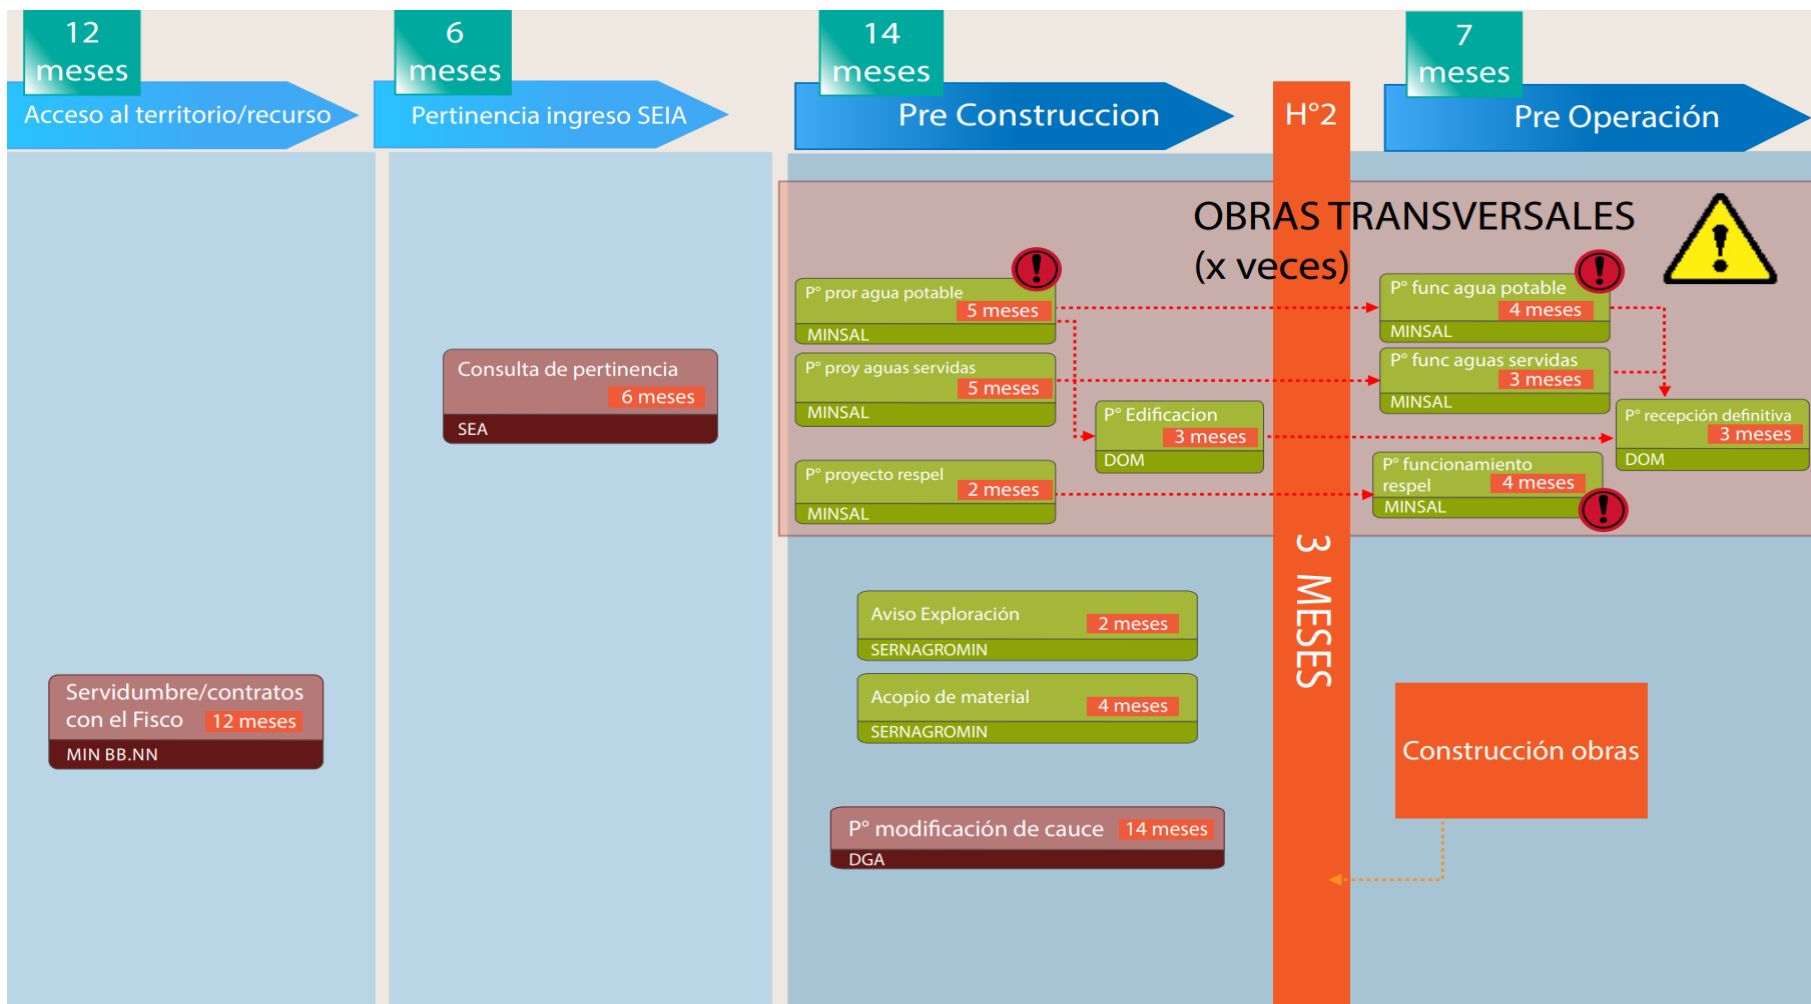 12
meses
6
meses
14
meses
7
meses
Acceso al territorio/recurso
Pertinencia ingreso SEIA
Pre Construccion
H°2
Pre Operación
OBRAS TRANSVERSALES
(x veces)
P° pror agua potable
5 meses
MINSAL
P° func agua potable
4 meses
MINSAL
P° proy aguas servidas
5 meses
MINSAL
P° func aguas servidas
3 meses
MINSAL
Consulta de pertinencia
6 meses
SEA
P° Edificacion
3 meses
DOM
P° recepción definitiva
3 meses
DOM
P° proyecto respel
2 meses
MINSAL
P° funcionamiento
respel
4 meses
MINSAL
3 MESES
Aviso Exploración
2 meses
SERNAGROMIN
Acopio de material
4 meses
SERNAGROMIN
Servidumbre/contratos
con el Fisco 12 meses
MIN BB.NN
Construcción obras
P° modificación de cauce 14 meses
DGA